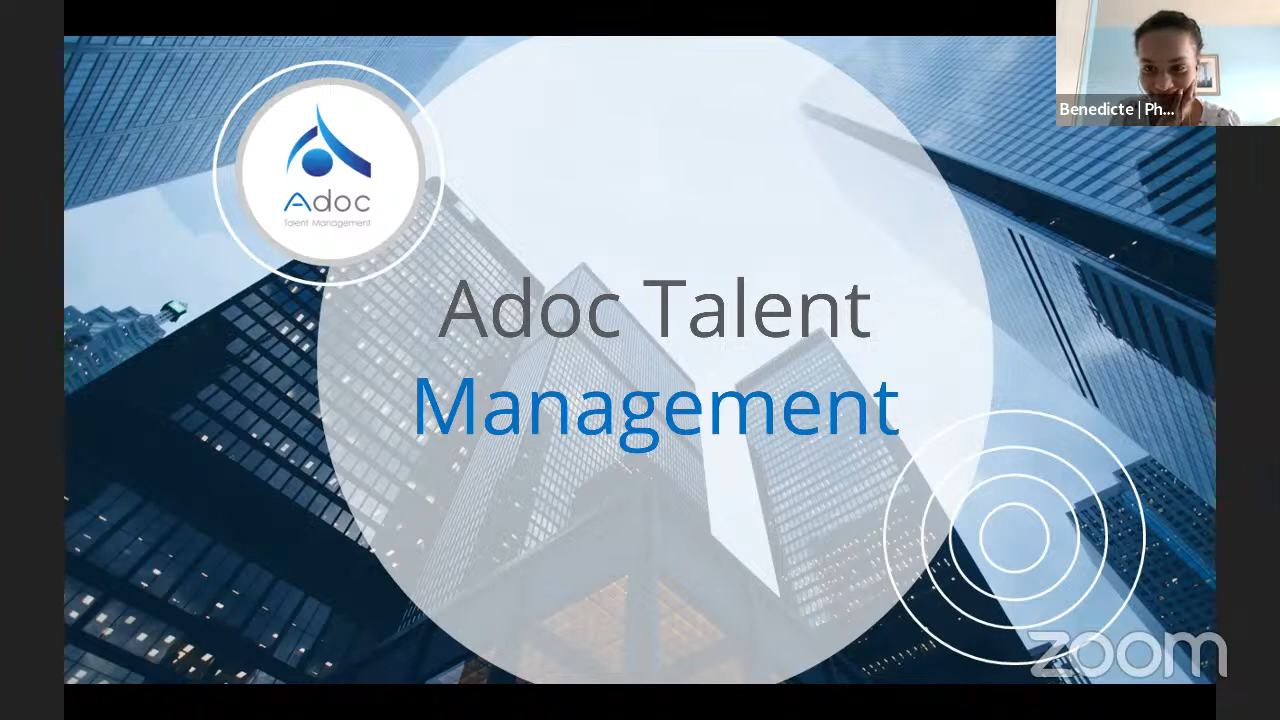 Benedicte | Ph...
Adoc
Talent Management
Adoc Talent
Management
zoom